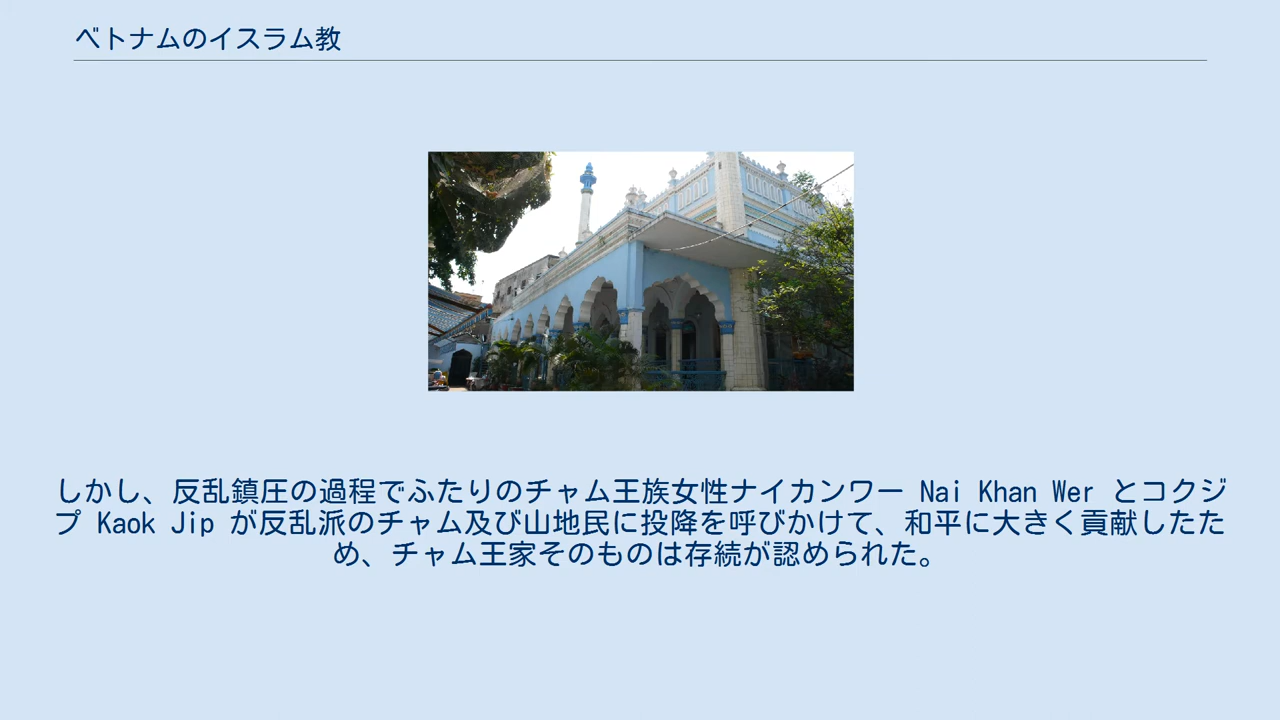 ベトナムのイスラム教
しかし、反乱鎮圧の過程でふたりのチャム王族女性ナイカンワー Nai Khan Wer とコクジ
プ Kaok Jip が反乱派のチャム及び山地民に投降を呼びかけて、和平に大きく貢献したた
め、チャム王家そのものは存続が認められた。